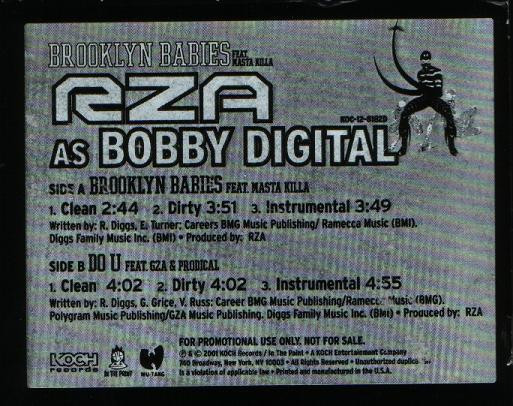 BROOKLYN BABIES FEAT. MASTA KILLA
RZA
KOC-12-8182D
AS BOBBY DIGITAL
SIDE A BROOKLYN BABIES FEAT. MASTA KILLA
1. Clean 2:44 2. Dirty 3:51 3. Instrumental 3:49
Written by: R. Diggs, E. Turner; Careers BMG Music Publishing/ Ramecca Music (BMI).
Diggs Family Music Inc. (BMI) • Produced by: RZA
SIDE B DO U FEAT. GZA & PRODICAL
1. Clean 4:02 2. Dirty 4:02 3. Instrumental 4:55
Written by: R. Diggs, G. Grice, V. Russ: Career BMG Music Publishing/Ramecca Music (BMG).
Polygram Music Publishing/GZA Music Publishing. Diggs Family Music Inc. (BMI) • Produced by: RZA
FOR PROMOTIONAL USE ONLY. NOT FOR SALE.
℗ & © 2001 KOCH Records / In The Paint • A KOCH Entertainment Company
740 Broadway, New York, NY 10003 • All Rights Reserved • Unauthorized
is a violation of applicable law • Printed and manufactured in the U.S.A.
KOCH
records
IN THE PAINT
WU-TANG